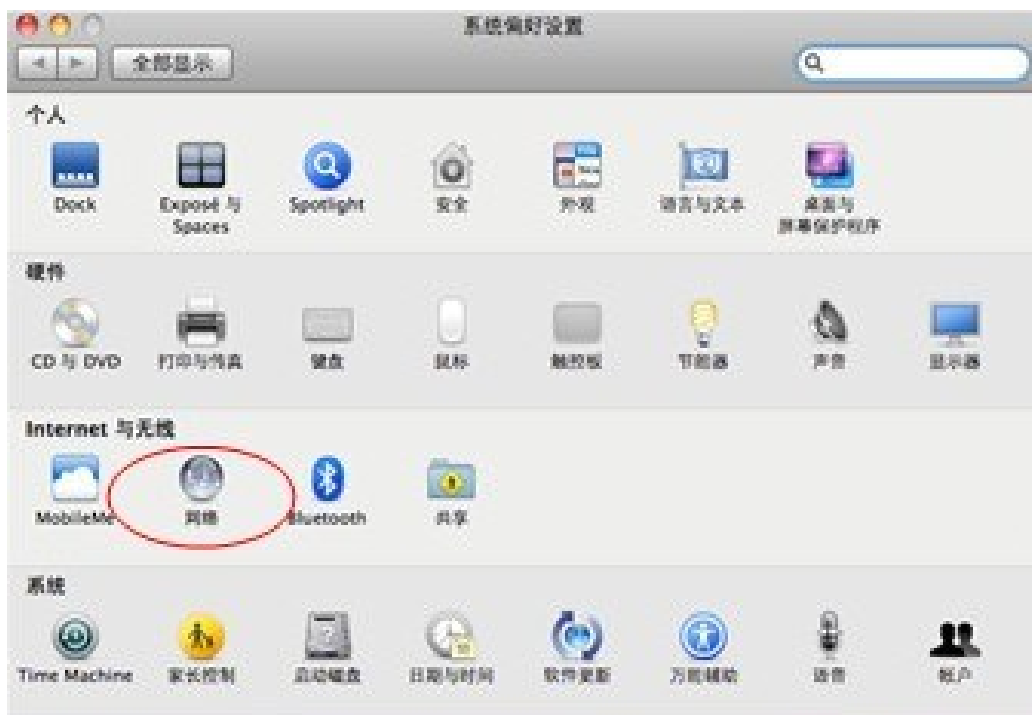 系统偏好设置
全部显示
个人
Dock
Exposé 与
Spaces
Spotlight
安全
外观
语言与文本
桌面与
屏幕保护程序
硬件
CD 与 DVD
打印与传真
键盘
鼠标
触控板
节能器
声音
显示器
Internet 与无线
MobileMe
网络
Bluetooth
共享
系统
Time Machine
家长控制
启动磁盘
日期与时间
软件更新
万能辅助
语音
帐户